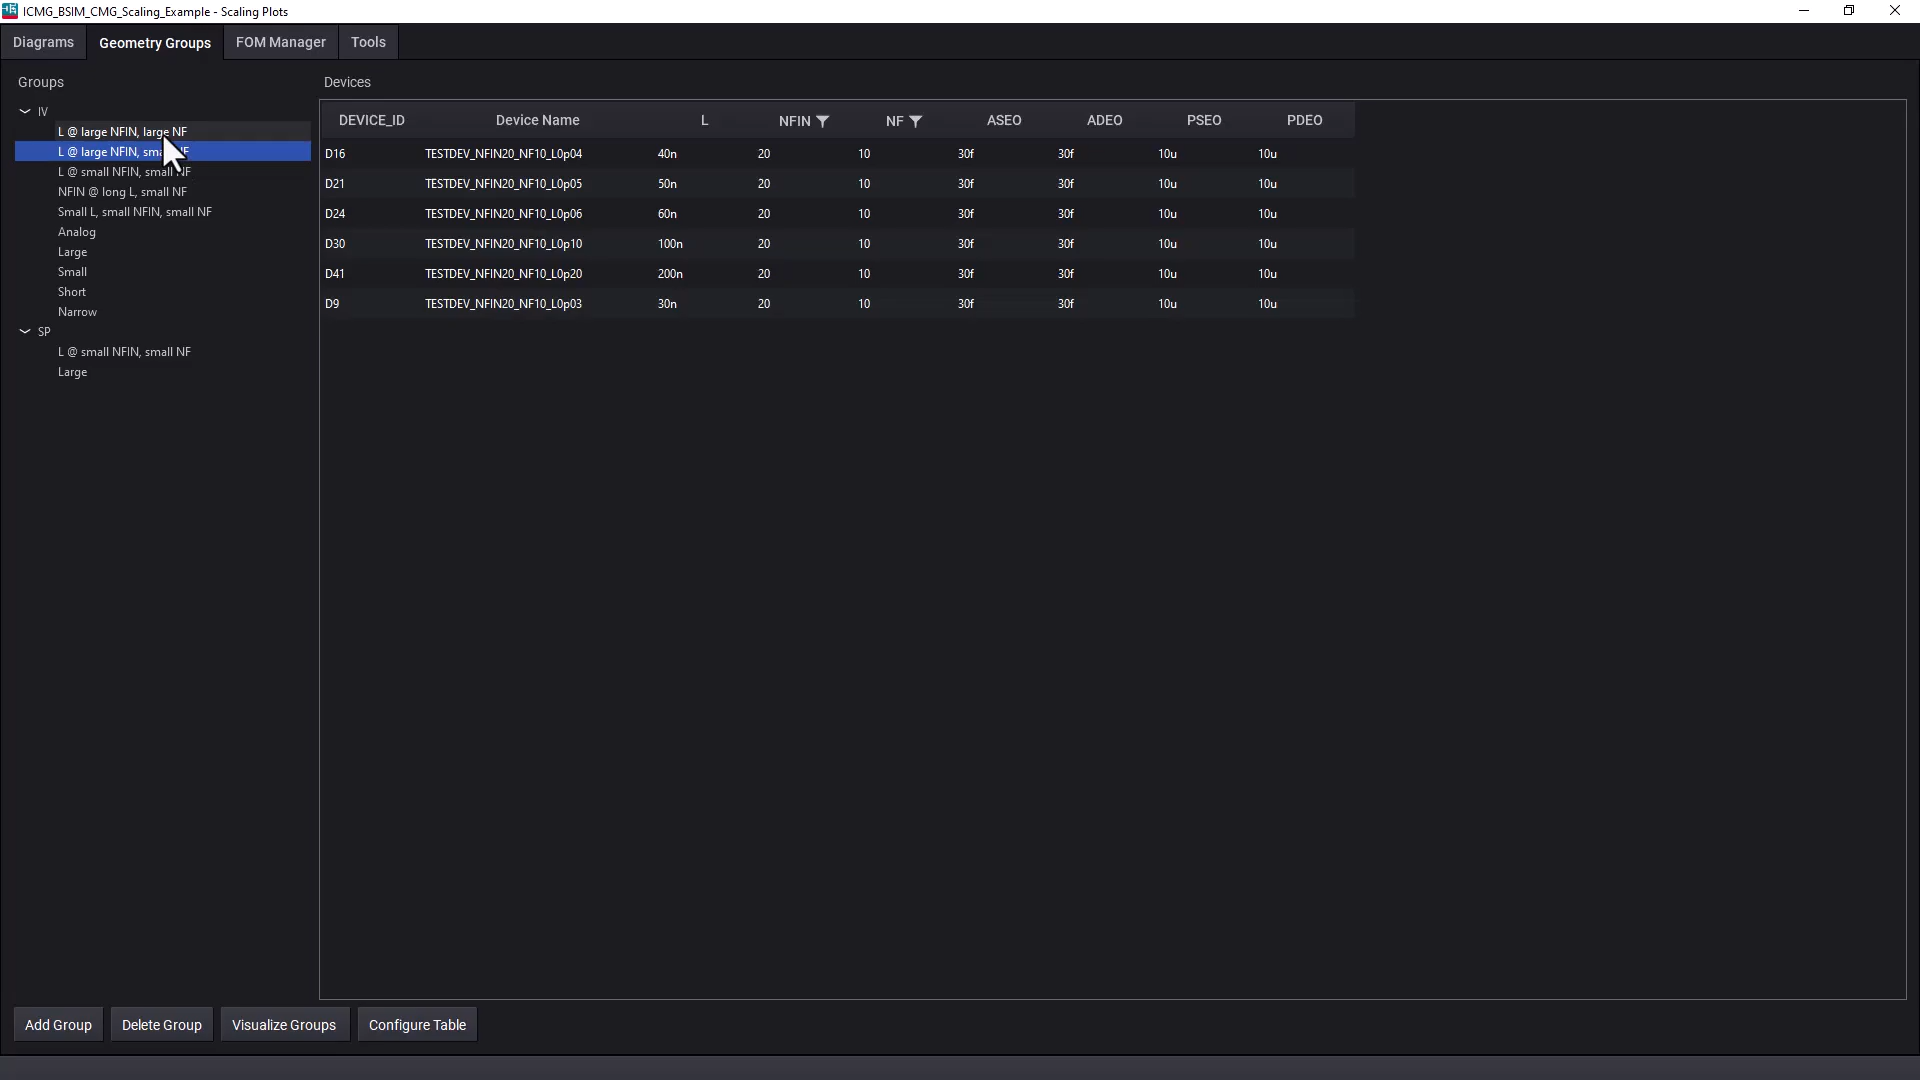 ICMG_BSIM_CMG_Scaling_Example - Scaling Plots
Diagrams Geometry Groups FOM Manager Tools
Groups
IV
L @ large NFIN, large NF
L @ large NFIN,
L @ small NFIN, small NF
NFIN @ long L, small NF
Small L, small NFIN, small NF
Analog
Large
Small
Short
Narrow
SP
L @ small NFIN, small NF
Large
Devices
DEVICE_ID Device Name L NFIN NF ASEO ADEO PSEO PDEO
D16 TESTDEV_NFIN20_NF10_L0p04 40n 20 10 30f 30f 10u 10u
D21 TESTDEV_NFIN20_NF10_L0p05 50n 20 10 30f 30f 10u 10u
D24 TESTDEV_NFIN20_NF10_L0p06 60n 20 10 30f 30f 10u 10u
D30 TESTDEV_NFIN20_NF10_L0p10 100n 20 10 30f 30f 10u 10u
D41 TESTDEV_NFIN20_NF10_L0p20 200n 20 10 30f 30f 10u 10u
D9 TESTDEV_NFIN20_NF10_L0p03 30n 20 10 30f 30f 10u 10u
Add Group Delete Group Visualize Groups Configure Table